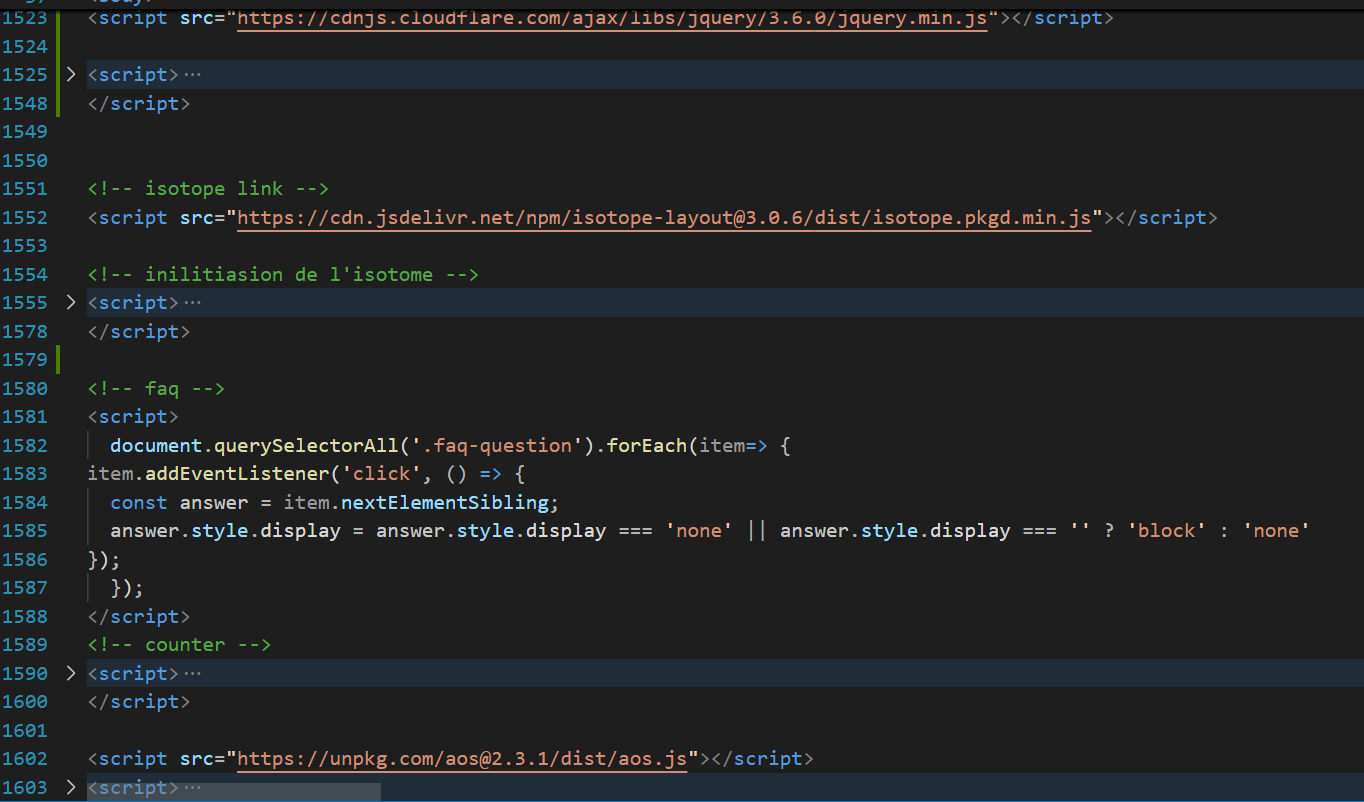 1523 <script src="https://cdnjs.cloudflare.com/ajax/libs/jquery/3.6.0/jquery.min.js"></script>
1524
1525 > <script>···
1548 </script>
1549
1550
1551 <!-- isotope link -->
1552 <script src="https://cdn.jsdelivr.net/npm/isotope-layout@3.0.6/dist/isotope.pkgd.min.js"></script>
1553
1554 <!-- inilitiasion de l'isotome -->
1555 > <script>···
1578 </script>
1579
1580 <!-- faq -->
1581 <script>
1582 document.querySelectorAll('.faq-question').forEach(item=> {
1583 item.addEventListener('click', () => {
1584 const answer = item.nextElementSibling;
1585 answer.style.display = answer.style.display === 'none' || answer.style.display === '' ? 'block' : 'none'
1586 });
1587 });
1588 </script>
1589 <!-- counter -->
1590 > <script>···
1600 </script>
1601
1602 <script src="https://unpkg.com/aos@2.3.1/dist/aos.js"></script>
1603 > <script>···